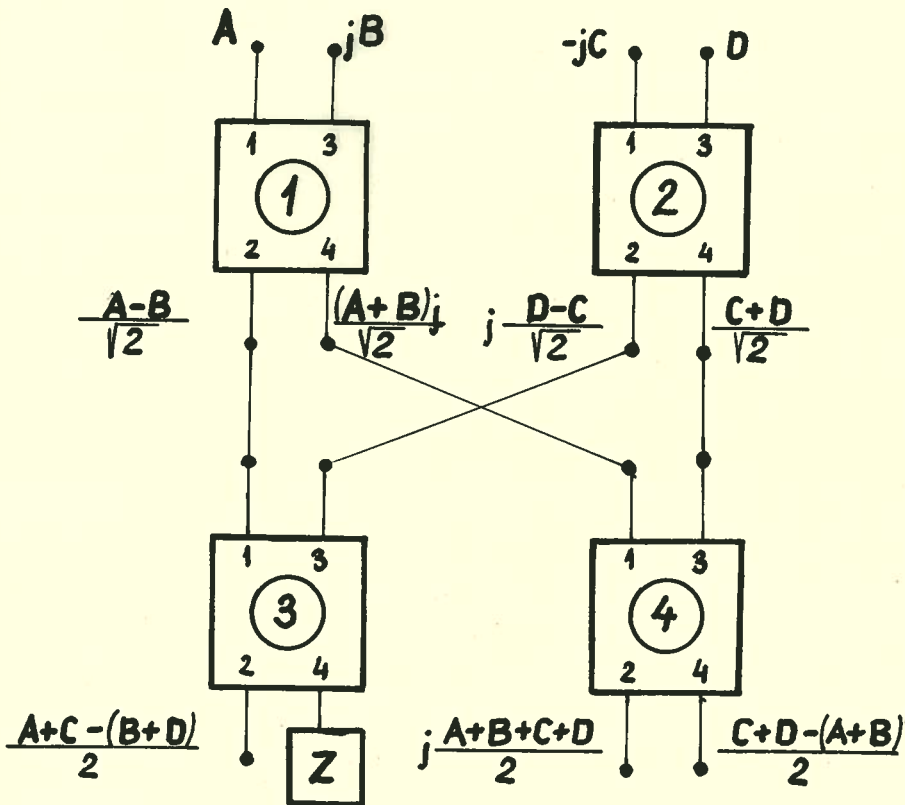 A jB -jC D
1 3 1 3
1 2
2 4 2 4
A-B/√2 (A+B)j/√2 j D-C/√2 C+D/√2
1 3 1 3
3 4
2 4 2 4
A+C-(B+D)/2 Z j A+B+C+D/2 C+D-(A+B)/2